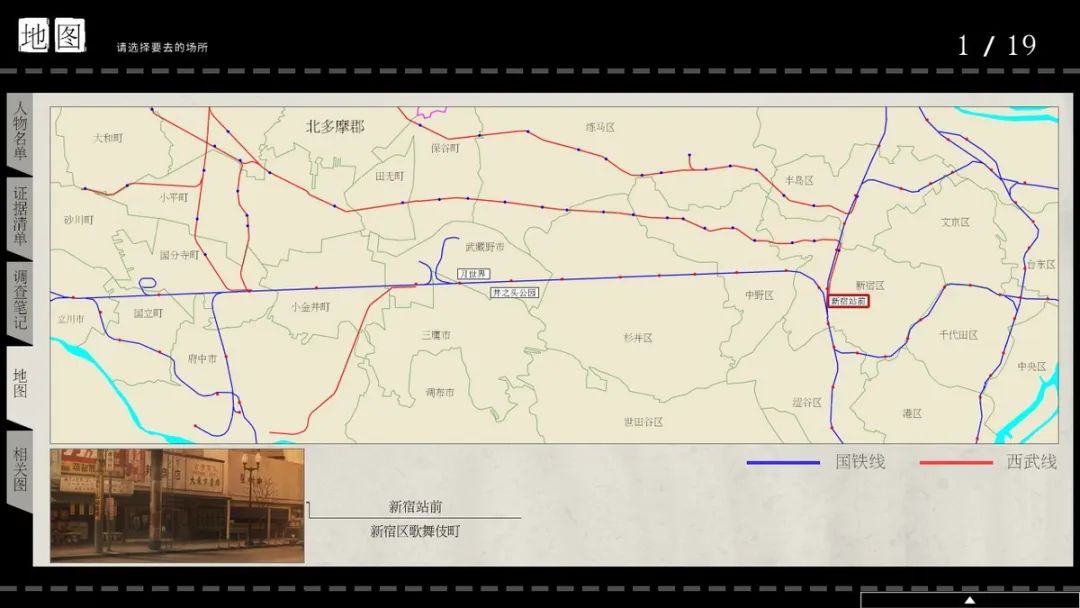 地图
请选择要去的场所
1 / 19
人物名单
证据清单
调查笔记
地图
相关图
大和町
北多摩郡
保谷町
练马区
田无町
丰岛区
小平町
砂川町
文京区
国分寺町
武蔵野市
台东区
月世界
井之头公园
新宿区
新宿站前
中野区
立川市
国立町
小金井町
三鹰市
杉井区
千代田区
府中市
中央区
调布市
涩谷区
港区
世田谷区
国铁线
西武线
新宿站前
新宿区歌舞伎町